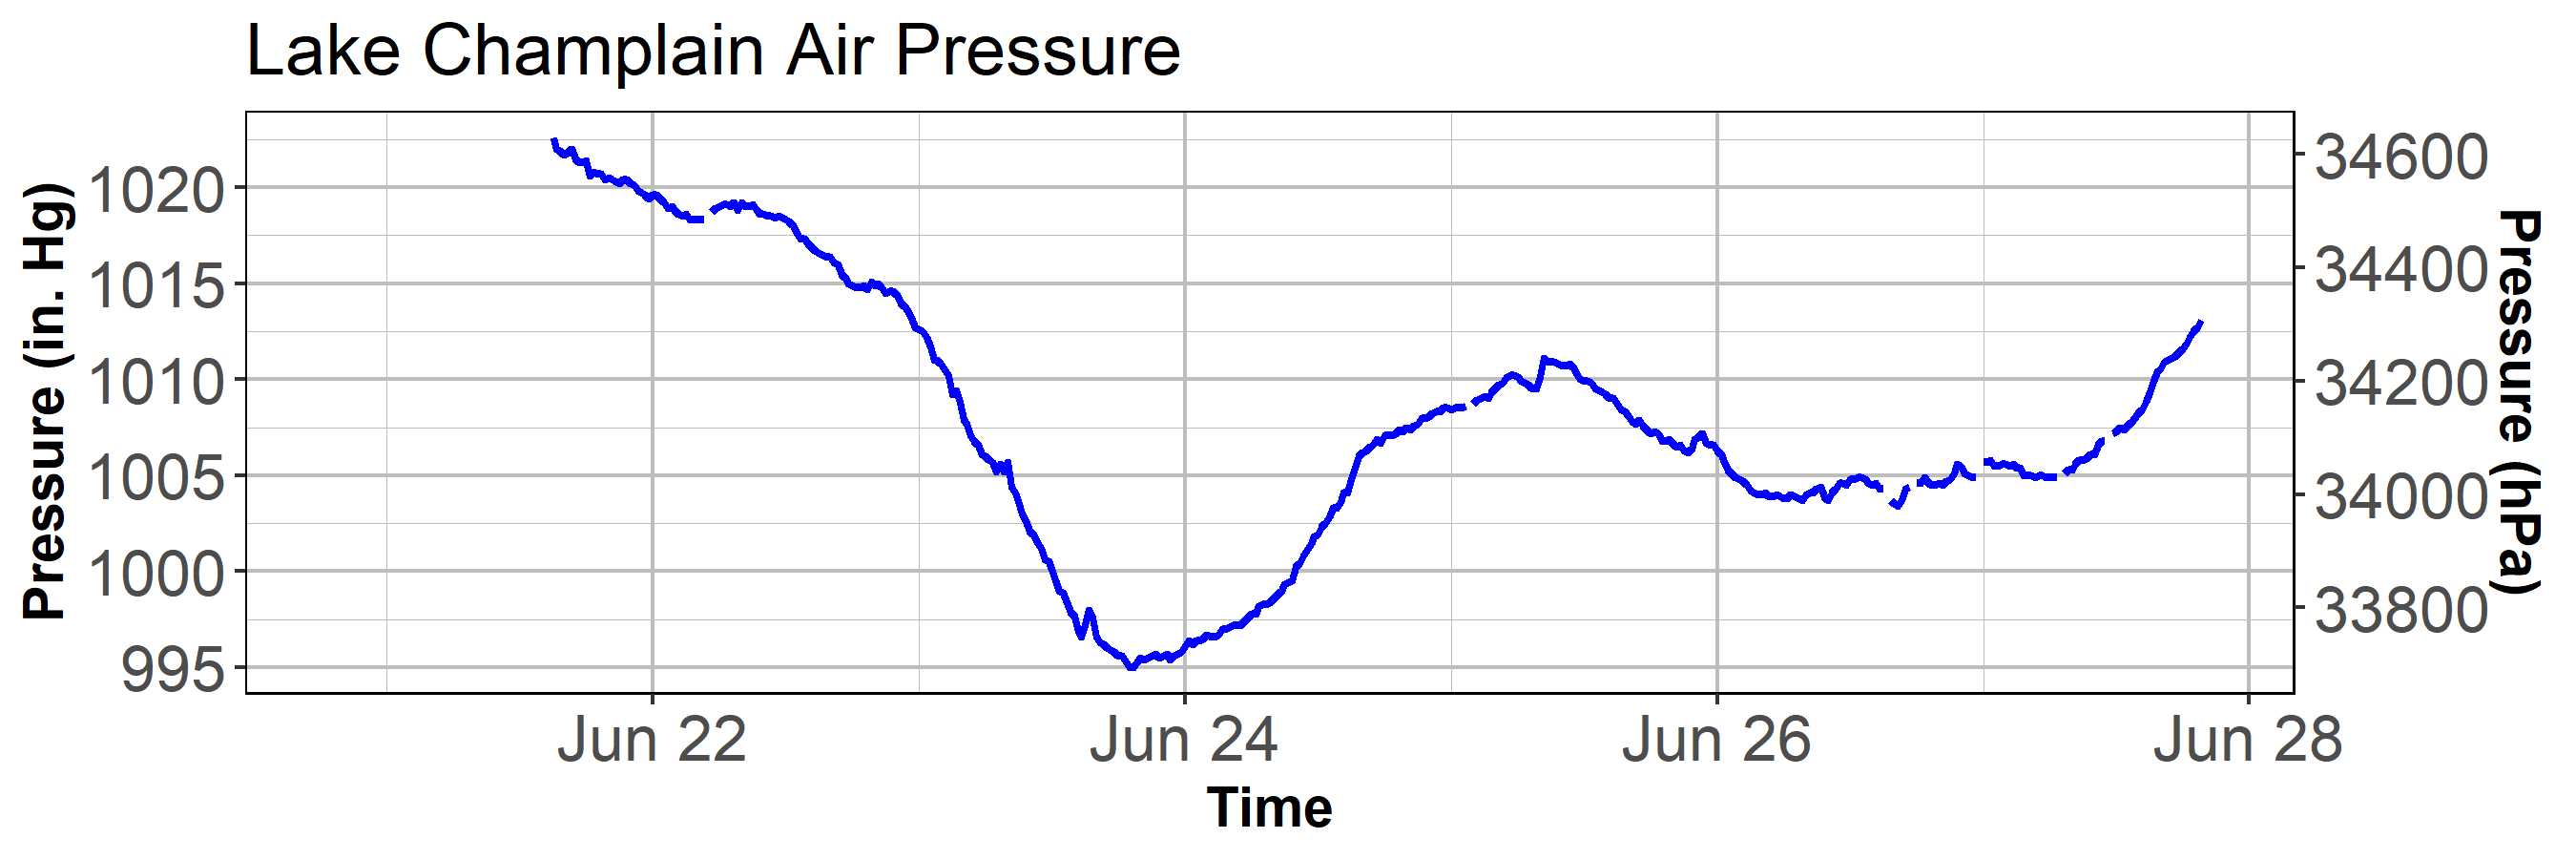 Lake Champlain Air Pressure
Pressure (in. Hg)
1020
1015
1010
1005
1000
995
34600
34400
34200
34000
33800
Pressure (hPa)
Jun 22
Jun 24
Jun 26
Jun 28
Time